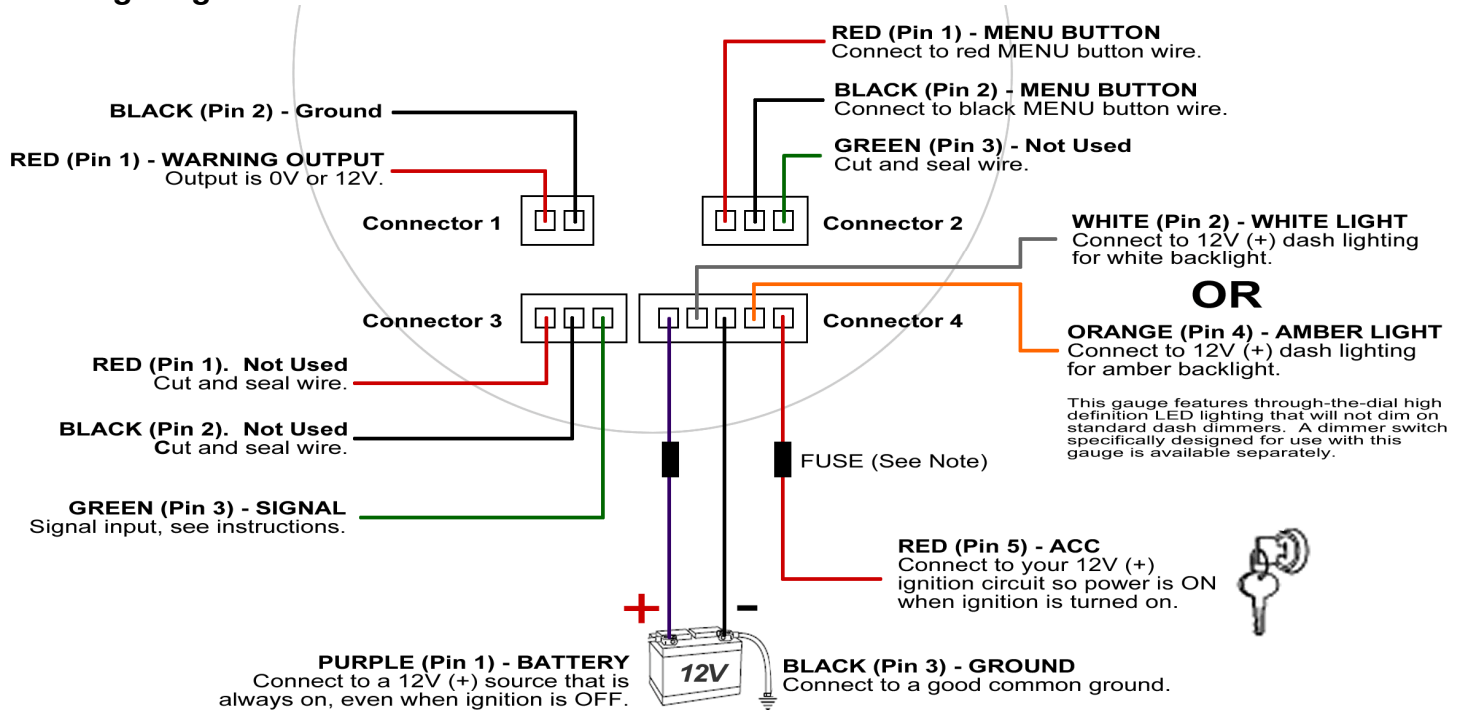 BLACK (Pin 2) - Ground
RED (Pin 1) - WARNING OUTPUT
Output is 0V or 12V.
Connector 1
RED (Pin 1) - MENU BUTTON
Connect to red MENU button wire.
BLACK (Pin 2) - MENU BUTTON
Connect to black MENU button wire.
GREEN (Pin 3) - Not Used
Cut and seal wire.
Connector 2
WHITE (Pin 2) - WHITE LIGHT
Connect to 12V (+) dash lighting
for white backlight.
OR
ORANGE (Pin 4) - AMBER LIGHT
Connect to 12V (+) dash lighting
for amber backlight.
This gauge features through-the-dial high
definition LED lighting that will not dim on
standard dash dimmers.  A dimmer switch
specifically designed for use with this
gauge is available separately.
Connector 3
Connector 4
RED (Pin 1).  Not Used
Cut and seal wire.
BLACK (Pin 2).  Not Used
Cut and seal wire.
GREEN (Pin 3) - SIGNAL
Signal input, see instructions.
FUSE (See Note)
RED (Pin 5) - ACC
Connect to your 12V (+)
ignition circuit so power is ON
when ignition is turned on.
+
-
12V
PURPLE (Pin 1) - BATTERY
Connect to a 12V (+) source that is
always on, even when ignition is OFF.
BLACK (Pin 3) - GROUND
Connect to a good common ground.